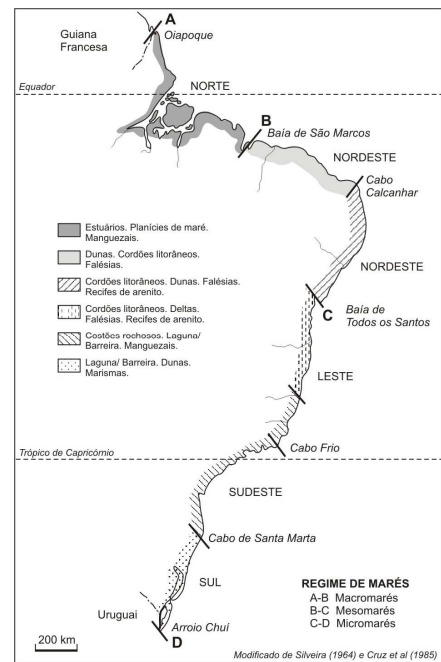 A
Guiana
Francesa
Oiapoque
Equador
NORTE
B
Baía de São Marcos
NORDESTE
Cabo
Calcanhar
Estuários. Planícies de maré.
Manguezais.
Dunas. Cordões litorâneos.
Falésias.
Cordões litorâneos. Dunas. Falésias.
Recifes de arenito.
Cordões litorâneos. Deltas.
Falésias. Recifes de arenito.
Costões rochosos. Laguna/
Barreira. Manguezais.
Laguna/ Barreira. Dunas.
Marismas.
NORDESTE
C
Baía de
Todos os Santos
LESTE
Cabo Frio
Trópico de Capricórnio
SUDESTE
Cabo de Santa Marta
SUL
Uruguai
Arroio Chuí
D
200 km
REGIME DE MARÉS
A-B Macromarés
B-C Mesomarés
C-D Micromarés
Modificado de Silveira (1964) e Cruz et al (1985)